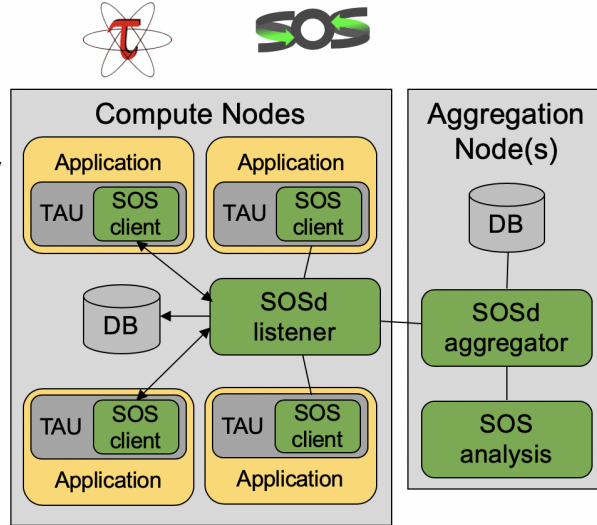 τ
SOS
Compute Nodes
Application
TAU
SOS
client
Application
TAU
SOS
client
DB
SOSd
listener
TAU
SOS
client
Application
TAU
SOS
client
Application
Aggregation
Node(s)
DB
SOSd
aggregator
SOS
analysis